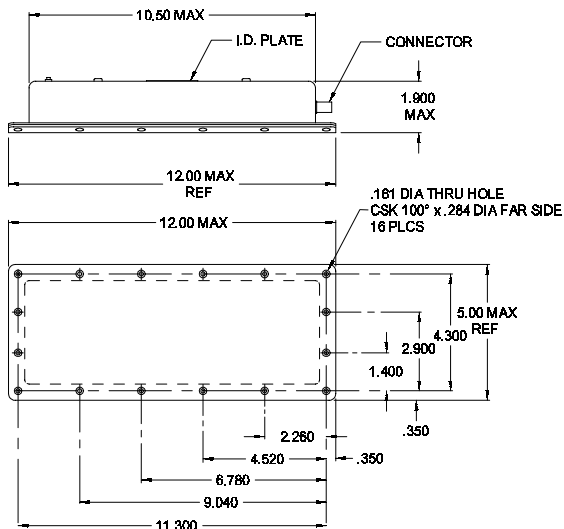 10.50 MAX
I.D. PLATE
CONNECTOR
1.900
MAX
12.00 MAX
REF
.161 DIA THRU HOLE
CSK 100° x .284 DIA FAR SIDE
16 PLCS
12.00 MAX
5.00 MAX
REF
4.300
2.900
1.400
2.260
.350
4.520
.350
6.780
9.040
11.300